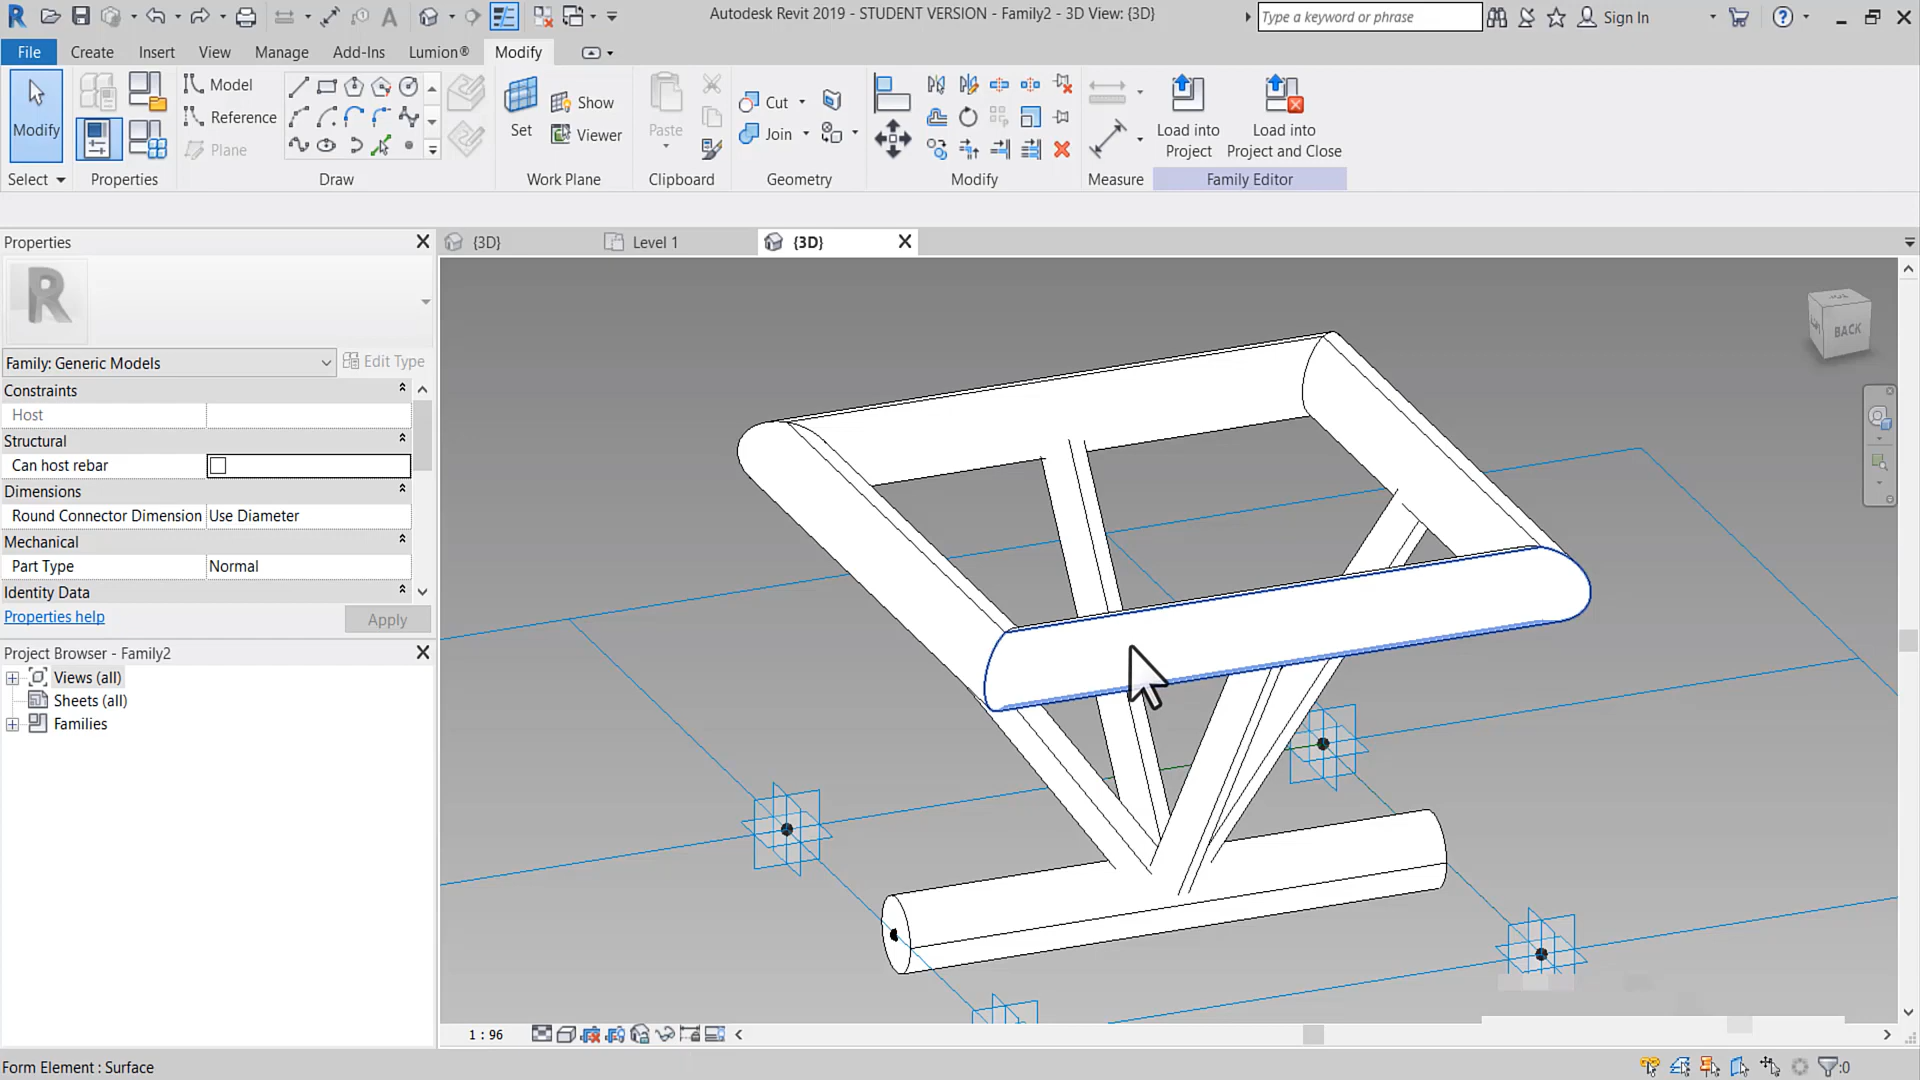 Autodesk Revit 2019 - STUDENT VERSION - Family2 - 3D View: {3D}
Type a keyword or phrase
Sign In
File
Create
Insert
View
Manage
Add-Ins
Lumion®
Modify
Modify
Model
Reference
Plane
Set
Show
Viewer
Paste
Cut
Join
Load into
Project
Load into
Project and Close
Select
Properties
Draw
Work Plane
Clipboard
Geometry
Modify
Measure
Family Editor
Properties
{3D}
Level 1
{3D}
Family: Generic Models
Edit Type
Constraints
Host
Structural
Can host rebar
Dimensions
Round Connector Dimension
Use Diameter
Mechanical
Part Type
Normal
Identity Data
Properties help
Apply
Project Browser - Family2
Views (all)
Sheets (all)
Families
BACK
1 : 96
Form Element : Surface
:0